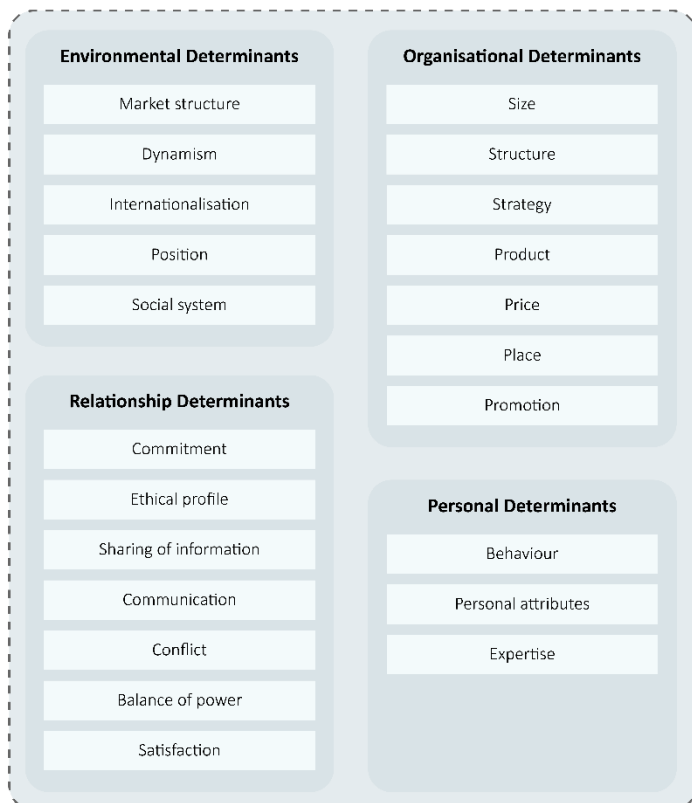 Environmental Determinants
Market structure
Dynamism
Internationalisation
Position
Social system
Relationship Determinants
Commitment
Ethical profile
Sharing of information
Communication
Conflict
Balance of power
Satisfaction
Organisational Determinants
Size
Structure
Strategy
Product
Price
Place
Promotion
Personal Determinants
Behaviour
Personal attributes
Expertise